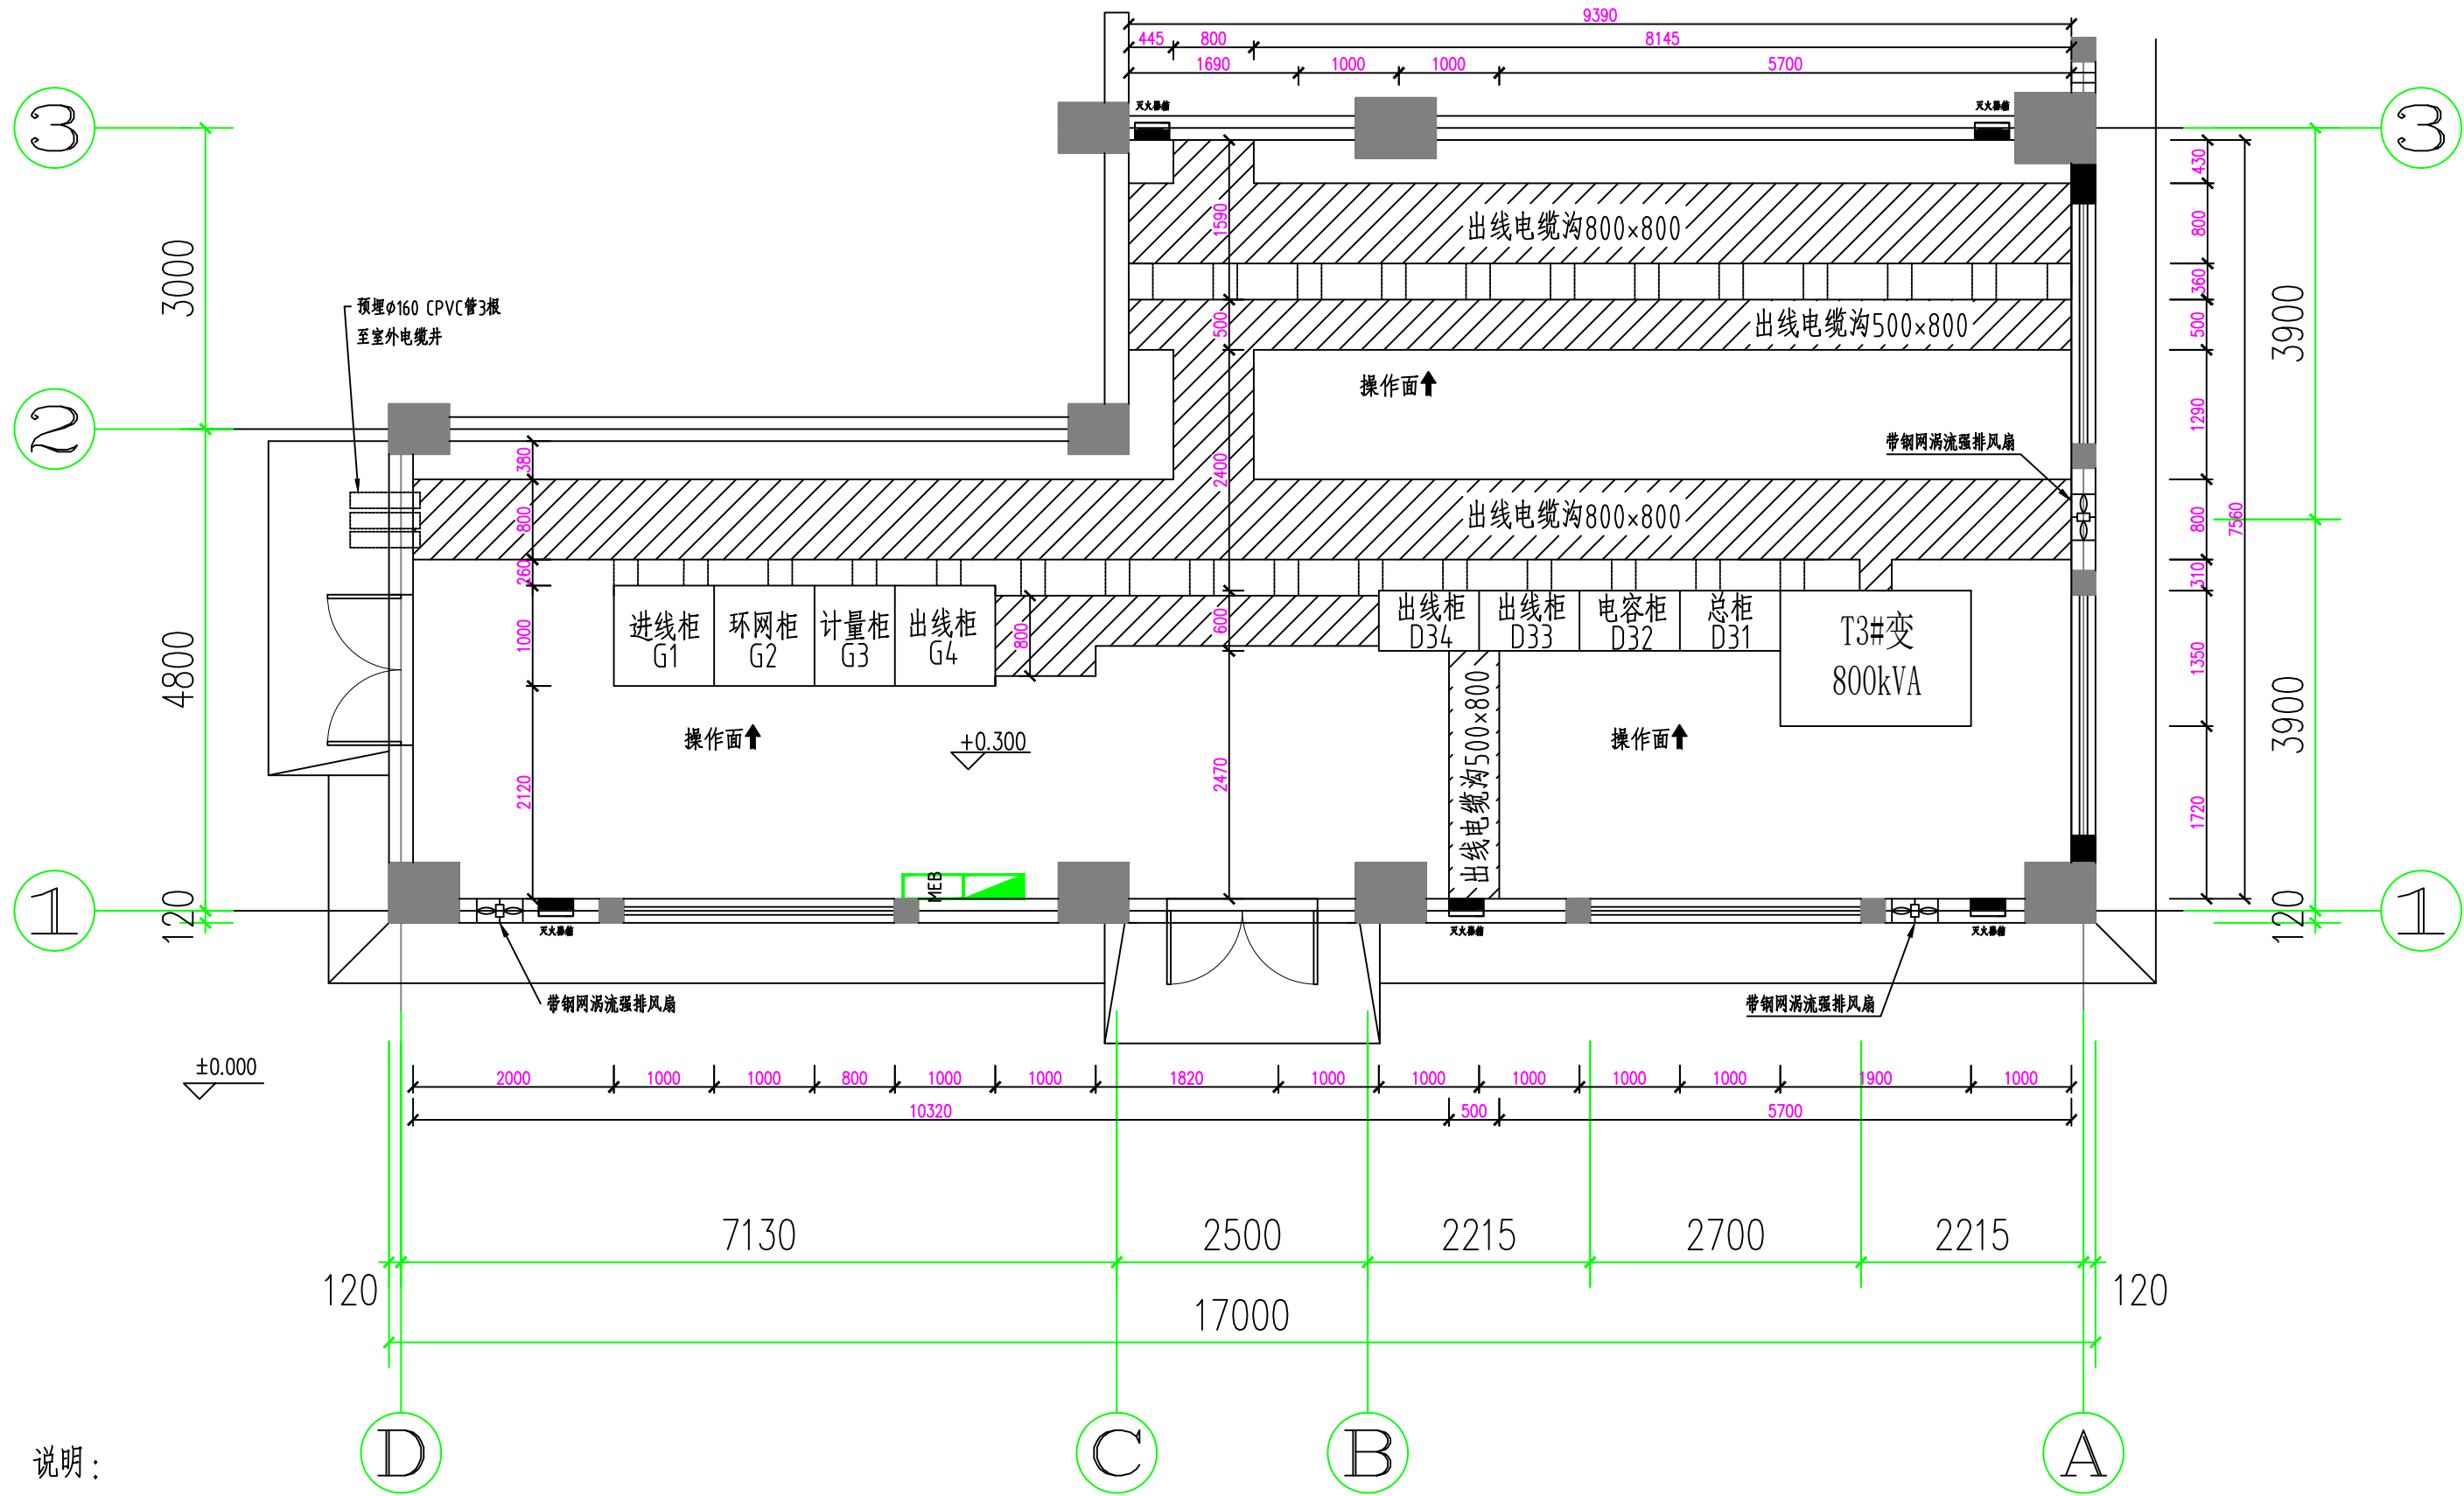 9390
445
800
8145
1690
1000
1000
5700
灭火器箱
灭火器箱
3
3
430
3000
1590
出线电缆沟800×800
800
预埋φ160 CPVC管3根
至室外电缆井
360
500
出线电缆沟500×800
500
3900
操作面
1290
2
带钢网涡流强排风扇
380
2400
800
出线电缆沟800×800
800
7560
260
310
1000
进线柜
G1
环网柜
G2
计量柜
G3
出线柜
G4
800
600
出线柜
D34
出线柜
D33
电容柜
D32
总柜
D31
T3#变
800kVA
1350
4800
操作面
+0.300
2470
出线电缆沟500×800
操作面
3900
2120
1720
MEB
1
120
120
1
灭火器箱
灭火器箱
灭火器箱
带钢网涡流强排风扇
带钢网涡流强排风扇
±0.000
2000
1000
1000
800
1000
1000
1820
1000
1000
1000
1000
1000
1900
1000
10320
500
5700
7130
2500
2215
2700
2215
120
17000
120
D
C
B
A
说明：